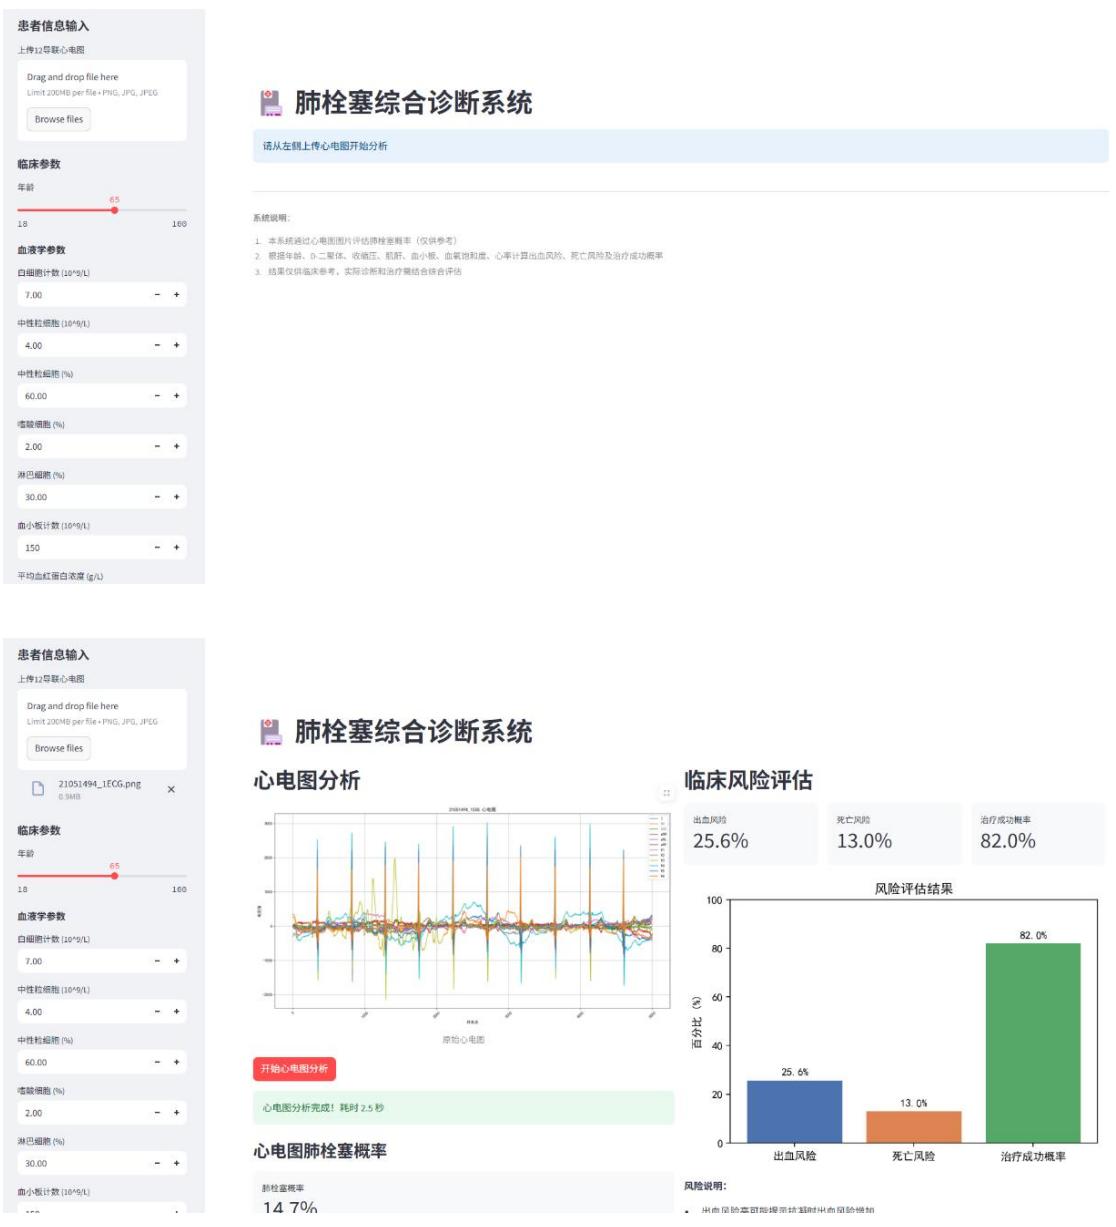 患者信息输入
上传12导联心电图
Drag and drop file here
Limit 200MB per file • PNG, JPG, JPEG
Browse files
临床参数
年龄
65
18 100
血液学参数
白细胞计数 (10^9/L)
7.00 - +
中性粒细胞 (10^9/L)
4.00 - +
中性粒细胞 (%)
60.00 - +
嗜酸细胞 (%)
2.00 - +
淋巴细胞 (%)
30.00 - +
血小板计数 (10^9/L)
150 - +
平均血红蛋白浓度 (g/L)
肺栓塞综合诊断系统
请从左侧上传心电图开始分析
系统说明:
1. 本系统通过心电图图片评估肺栓塞概率（仅供参考）
2. 根据年龄、D-二聚体、收缩压、肌酐、血小板、血氧饱和度、心率计算出血风险、死亡风险及治疗成功概率
3. 结果仅供临床参考，实际诊断和治疗需结合综合评估
患者信息输入
上传12导联心电图
Drag and drop file here
Limit 200MB per file • PNG, JPG, JPEG
Browse files
21051494_1ECG.png ×
0.9MB
临床参数
年龄
65
18 100
血液学参数
白细胞计数 (10^9/L)
7.00 - +
中性粒细胞 (10^9/L)
4.00 - +
中性粒细胞 (%)
60.00 - +
嗜酸细胞 (%)
2.00 - +
淋巴细胞 (%)
30.00 - +
血小板计数 (10^9/L)
150 - +
肺栓塞综合诊断系统
心电图分析
原始心电图
开始心电图分析
心电图分析完成！耗时 2.5 秒
心电图肺栓塞概率
肺栓塞概率
14.7%
临床风险评估
出血风险 死亡风险 治疗成功概率
25.6% 13.0% 82.0%
风险评估结果
百分比 (%)
100
80
60
40
20
0
25.6%
13.0%
82.0%
出血风险 死亡风险 治疗成功概率
风险说明:
• 出血风险高可能提示抗凝时出血风险增加